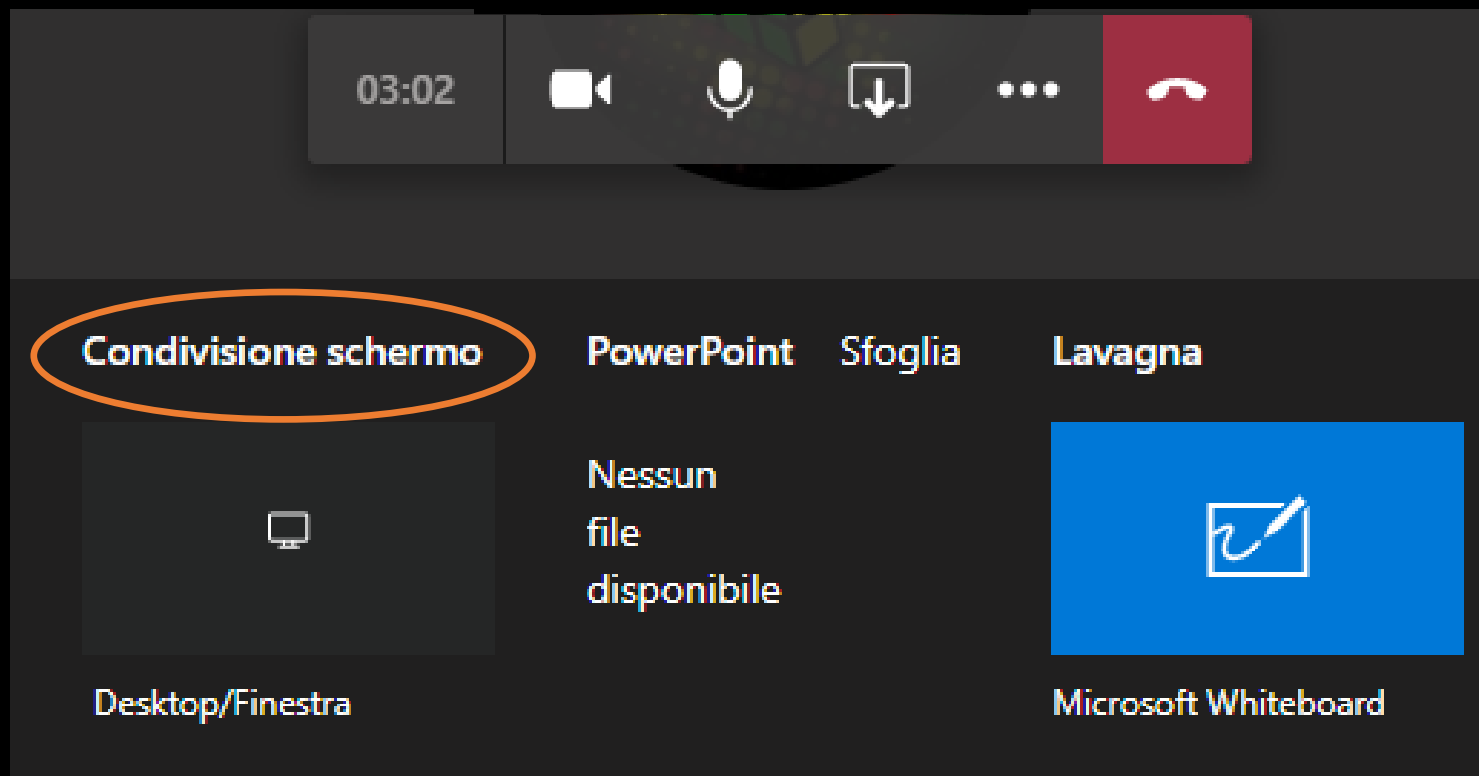 03:02
Condivisione schermo
PowerPoint Sfoglia
Lavagna
Nessun
file
disponibile
Desktop/Finestra
Microsoft Whiteboard